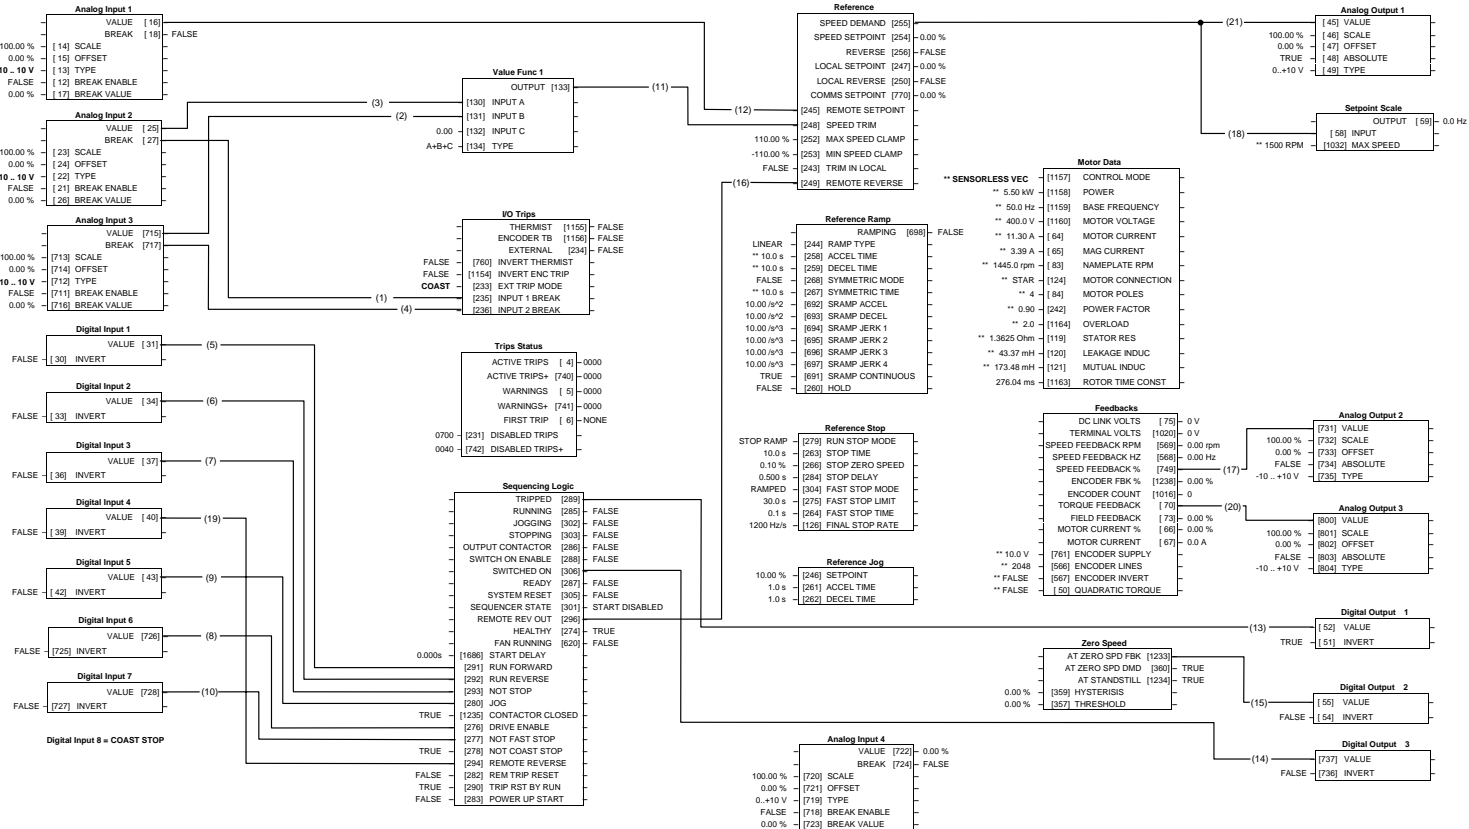 Analog Input 1
VALUE [ 16]
BREAK [ 18] FALSE
100.00 % [ 14] SCALE
0.00 % [ 15] OFFSET
10 .. 10 V [ 13] TYPE
FALSE [ 12] BREAK ENABLE
0.00 % [ 17] BREAK VALUE
Analog Input 2
VALUE [ 25]
BREAK [ 27]
100.00 % [ 23] SCALE
0.00 % [ 24] OFFSET
10 .. 10 V [ 22] TYPE
FALSE [ 21] BREAK ENABLE
0.00 % [ 26] BREAK VALUE
Analog Input 3
VALUE [715]
BREAK [717]
100.00 % [713] SCALE
0.00 % [714] OFFSET
10 .. 10 V [712] TYPE
FALSE [711] BREAK ENABLE
0.00 % [716] BREAK VALUE
Digital Input 1
VALUE [ 31]
FALSE [ 30] INVERT
Digital Input 2
VALUE [ 34]
FALSE [ 33] INVERT
Digital Input 3
VALUE [ 37]
FALSE [ 36] INVERT
Digital Input 4
VALUE [ 40]
FALSE [ 39] INVERT
Digital Input 5
VALUE [ 43]
FALSE [ 42] INVERT
Digital Input 6
VALUE [726]
FALSE [725] INVERT
Digital Input 7
VALUE [728]
FALSE [727] INVERT
Digital Input 8 = COAST STOP
(3)
(2)
(1)
(4)
(5)
(6)
(7)
(19)
(9)
(8)
(10)
Value Func 1
OUTPUT [133]
[130] INPUT A
[131] INPUT B
0.00 [132] INPUT C
A+B+C [134] TYPE
(11)
I/O Trips
THERMIST [1155] FALSE
ENCODER TB [1156] FALSE
EXTERNAL [234] FALSE
FALSE [760] INVERT THERMIST
FALSE [1154] INVERT ENC TRIP
COAST [233] EXT TRIP MODE
[235] INPUT 1 BREAK
[236] INPUT 2 BREAK
Trips Status
ACTIVE TRIPS [ 4] 0000
ACTIVE TRIPS+ [740] 0000
WARNINGS [ 5] 0000
WARNINGS+ [741] 0000
FIRST TRIP [ 6] NONE
0700 [231] DISABLED TRIPS
0040 [742] DISABLED TRIPS+
Sequencing Logic
TRIPPED [289]
RUNNING [285] FALSE
JOGGING [302] FALSE
STOPPING [303] FALSE
OUTPUT CONTACTOR [286] FALSE
SWITCH ON ENABLE [288] FALSE
SWITCHED ON [306]
READY [287] FALSE
SYSTEM RESET [305] FALSE
SEQUENCER STATE [301] START DISABLED
REMOTE REV OUT [296]
HEALTHY [274] TRUE
FAN RUNNING [620] FALSE
0.000s [1686] START DELAY
[291] RUN FORWARD
[292] RUN REVERSE
[293] NOT STOP
[280] JOG
TRUE [1235] CONTACTOR CLOSED
[276] DRIVE ENABLE
[277] NOT FAST STOP
TRUE [278] NOT COAST STOP
[294] REMOTE REVERSE
FALSE [282] REM TRIP RESET
TRUE [290] TRIP RST BY RUN
FALSE [283] POWER UP START
Reference
SPEED DEMAND [255]
SPEED SETPOINT [254] 0.00 %
REVERSE [256] FALSE
LOCAL SETPOINT [247] 0.00 %
LOCAL REVERSE [250] FALSE
COMMS SETPOINT [770] 0.00 %
(12) [245] REMOTE SETPOINT
[248] SPEED TRIM
110.00 % [252] MAX SPEED CLAMP
-110.00 % [253] MIN SPEED CLAMP
FALSE [243] TRIM IN LOCAL
(16) [249] REMOTE REVERSE
Reference Ramp
RAMPING [698] FALSE
LINEAR [244] RAMP TYPE
** 10.0 s [258] ACCEL TIME
** 10.0 s [259] DECEL TIME
FALSE [268] SYMMETRIC MODE
** 10.0 s [267] SYMMETRIC TIME
10.00 /s^2 [692] SRAMP ACCEL
10.00 /s^2 [693] SRAMP DECEL
10.00 /s^3 [694] SRAMP JERK 1
10.00 /s^3 [695] SRAMP JERK 2
10.00 /s^3 [696] SRAMP JERK 3
10.00 /s^3 [697] SRAMP JERK 4
TRUE [691] SRAMP CONTINUOUS
FALSE [260] HOLD
Reference Stop
STOP RAMP [279] RUN STOP MODE
10.0 s [263] STOP TIME
0.10 % [266] STOP ZERO SPEED
0.500 s [284] STOP DELAY
RAMPED [304] FAST STOP MODE
30.0 s [275] FAST STOP LIMIT
0.1 s [264] FAST STOP TIME
1200 Hz/s [126] FINAL STOP RATE
Reference Jog
10.00 % [246] SETPOINT
1.0 s [261] ACCEL TIME
1.0 s [262] DECEL TIME
Analog Input 4
VALUE [722] 0.00 %
BREAK [724] FALSE
100.00 % [720] SCALE
0.00 % [721] OFFSET
0..+10 V [719] TYPE
FALSE [718] BREAK ENABLE
0.00 % [723] BREAK VALUE
Motor Data
** SENSORLESS VEC [1157] CONTROL MODE
** 5.50 kW [1158] POWER
** 50.0 Hz [1159] BASE FREQUENCY
** 400.0 V [1160] MOTOR VOLTAGE
** 11.30 A [ 64] MOTOR CURRENT
** 3.39 A [ 65] MAG CURRENT
** 1445.0 rpm [ 83] NAMEPLATE RPM
** STAR [124] MOTOR CONNECTION
** 4 [ 84] MOTOR POLES
** 0.90 [242] POWER FACTOR
** 2.0 [1164] OVERLOAD
** 1.3625 Ohm [119] STATOR RES
** 43.37 mH [120] LEAKAGE INDUC
** 173.48 mH [121] MUTUAL INDUC
276.04 ms [1163] ROTOR TIME CONST
Feedbacks
DC LINK VOLTS [ 75] 0 V
TERMINAL VOLTS [1020] 0 V
SPEED FEEDBACK RPM [569] 0.00 rpm
SPEED FEEDBACK HZ [568] 0.00 Hz
SPEED FEEDBACK % [749] (17)
ENCODER FBK % [1238] 0.00 %
ENCODER COUNT [1016] 0
TORQUE FEEDBACK [ 70] (20)
FIELD FEEDBACK [ 73] 0.00 %
MOTOR CURRENT % [ 66] 0.00 %
MOTOR CURRENT [ 67] 0.0 A
** 10.0 V [761] ENCODER SUPPLY
** 2048 [566] ENCODER LINES
** FALSE [567] ENCODER INVERT
** FALSE [ 50] QUADRATIC TORQUE
Zero Speed
AT ZERO SPD FBK [1233]
AT ZERO SPD DMD [360] TRUE
AT STANDSTILL [1234] TRUE
0.00 % [359] HYSTERISIS
0.00 % [357] THRESHOLD
Analog Output 1
(21) [ 45] VALUE
100.00 % [ 46] SCALE
0.00 % [ 47] OFFSET
TRUE [ 48] ABSOLUTE
0..+10 V [ 49] TYPE
Setpoint Scale
OUTPUT [ 59] 0.0 Hz
(18) [ 58] INPUT
** 1500 RPM [1032] MAX SPEED
Analog Output 2
[731] VALUE
100.00 % [732] SCALE
0.00 % [733] OFFSET
FALSE [734] ABSOLUTE
-10 .. +10 V [735] TYPE
Analog Output 3
[800] VALUE
100.00 % [801] SCALE
0.00 % [802] OFFSET
FALSE [803] ABSOLUTE
-10 .. +10 V [804] TYPE
Digital Output 1
(13) [ 52] VALUE
TRUE [ 51] INVERT
Digital Output 2
(15) [ 55] VALUE
FALSE [ 54] INVERT
Digital Output 3
(14) [737] VALUE
FALSE [736] INVERT